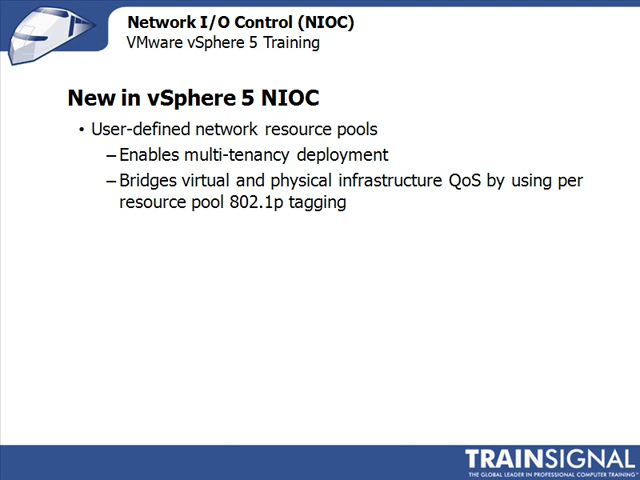 Network I/O Control (NIOC)
VMware vSphere 5 Training
New in vSphere 5 NIOC
• User-defined network resource pools
– Enables multi-tenancy deployment
– Bridges virtual and physical infrastructure QoS by using per
resource pool 802.1p tagging
TRAINSIGNAL
THE GLOBAL LEADER IN PROFESSIONAL COMPUTER TRAINING